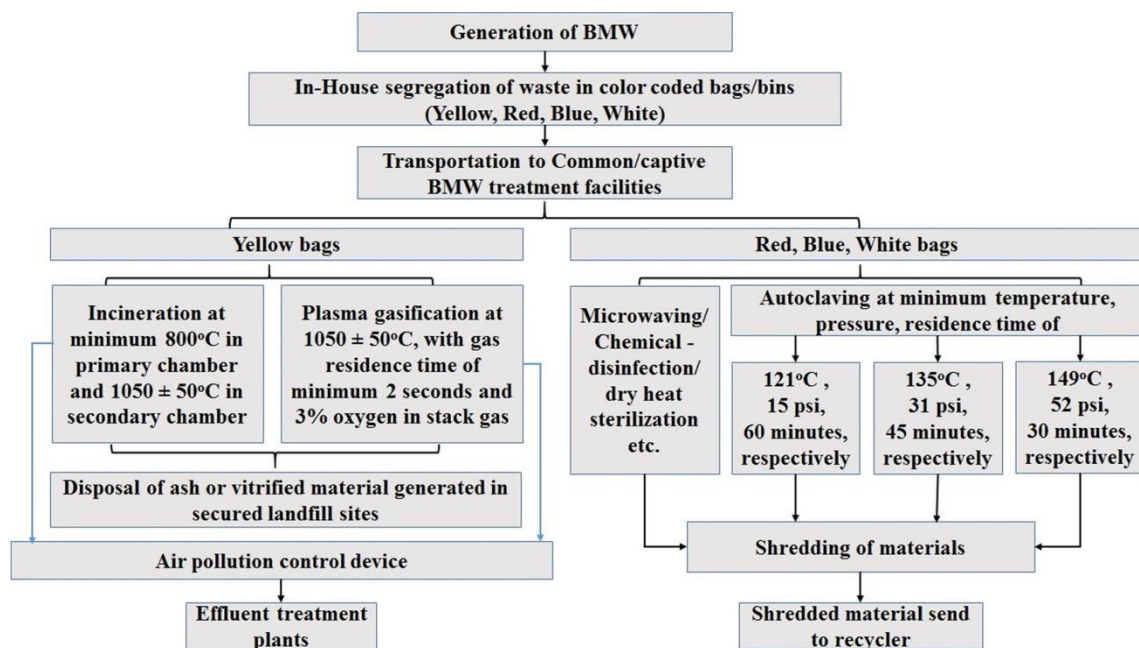 Generation of BMW
In-House segregation of waste in color coded bags/bins
(Yellow, Red, Blue, White)
Transportation to Common/captive
BMW treatment facilities
Yellow bags
Incineration at
minimum 800°C in
primary chamber
and 1050 ± 50°C in
secondary chamber
Plasma gasification at
1050 ± 50°C, with gas
residence time of
minimum 2 seconds and
3% oxygen in stack gas
Disposal of ash or vitrified material generated in
secured landfill sites
Air pollution control device
Effluent treatment
plants
Red, Blue, White bags
Microwaving/
Chemical -
disinfection/
dry heat
sterilization
etc.
Autoclaving at minimum temperature,
pressure, residence time of
121°C ,
15 psi,
60 minutes,
respectively
135°C ,
31 psi,
45 minutes,
respectively
149°C ,
52 psi,
30 minutes,
respectively
Shredding of materials
Shredded material send
to recycler